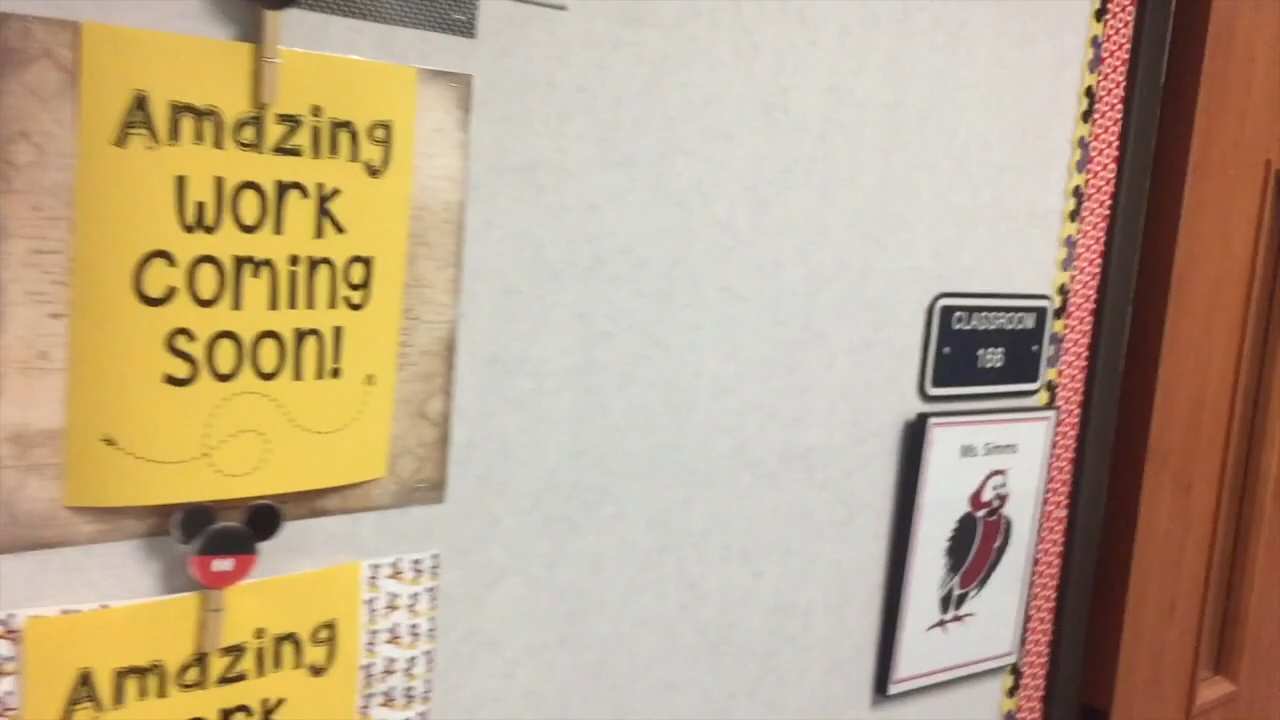 Amazing
Work
Coming
Soon!
CLASSROOM
166
Ms. Simms
Amazing